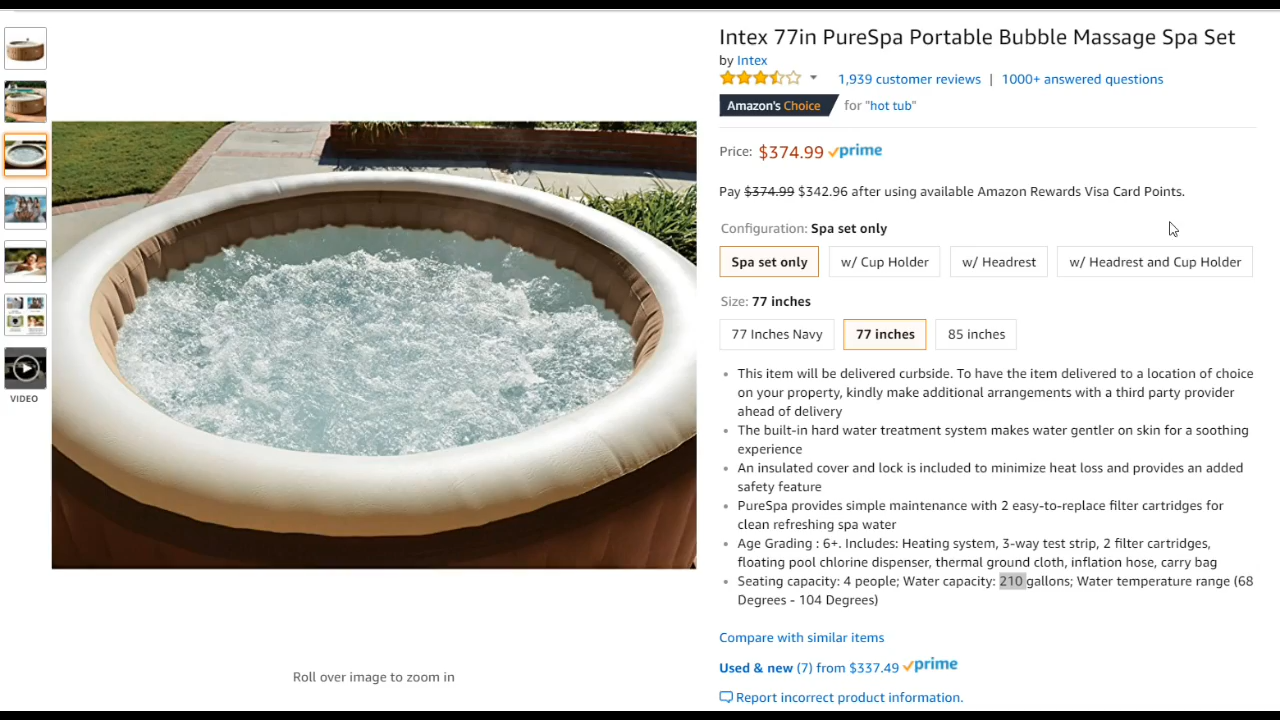 Intex 77in PureSpa Portable Bubble Massage Spa Set
by Intex
1,939 customer reviews | 1000+ answered questions
Amazon's Choice for "hot tub"
Price: $374.99 prime
Pay $374.99 $342.96 after using available Amazon Rewards Visa Card Points.
Configuration: Spa set only
Spa set only w/ Cup Holder w/ Headrest w/ Headrest and Cup Holder
Size: 77 inches
77 Inches Navy 77 inches 85 inches
• This item will be delivered curbside. To have the item delivered to a location of choice
on your property, kindly make additional arrangements with a third party provider
ahead of delivery
• The built-in hard water treatment system makes water gentler on skin for a soothing
experience
• An insulated cover and lock is included to minimize heat loss and provides an added
safety feature
• PureSpa provides simple maintenance with 2 easy-to-replace filter cartridges for
clean refreshing spa water
• Age Grading : 6+. Includes: Heating system, 3-way test strip, 2 filter cartridges,
floating pool chlorine dispenser, thermal ground cloth, inflation hose, carry bag
• Seating capacity: 4 people; Water capacity: 210 gallons; Water temperature range (68
Degrees - 104 Degrees)
Compare with similar items
Used & new (7) from $337.49 prime
Report incorrect product information.
VIDEO
Roll over image to zoom in